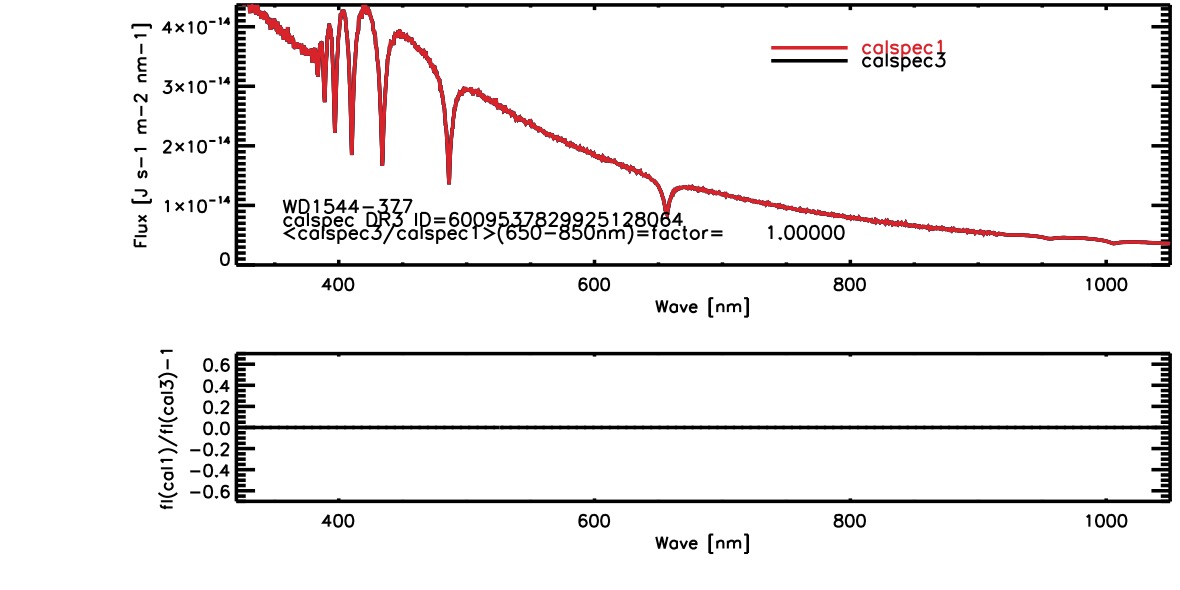 Flux [J s-1 m-2 nm-1]
4×10⁻¹⁴
3×10⁻¹⁴
2×10⁻¹⁴
1×10⁻¹⁴
0
calspec1
calspec3
WD1544-377
calspec DR3 ID=6009537829925128064
<calspec3/calspec1>(650-850nm)=factor= 1.00000
400 600 800 1000
Wave [nm]
fl(cal1)/fl(cal3)-1
0.6
0.4
0.2
0.0
-0.2
-0.4
-0.6
400 600 800 1000
Wave [nm]